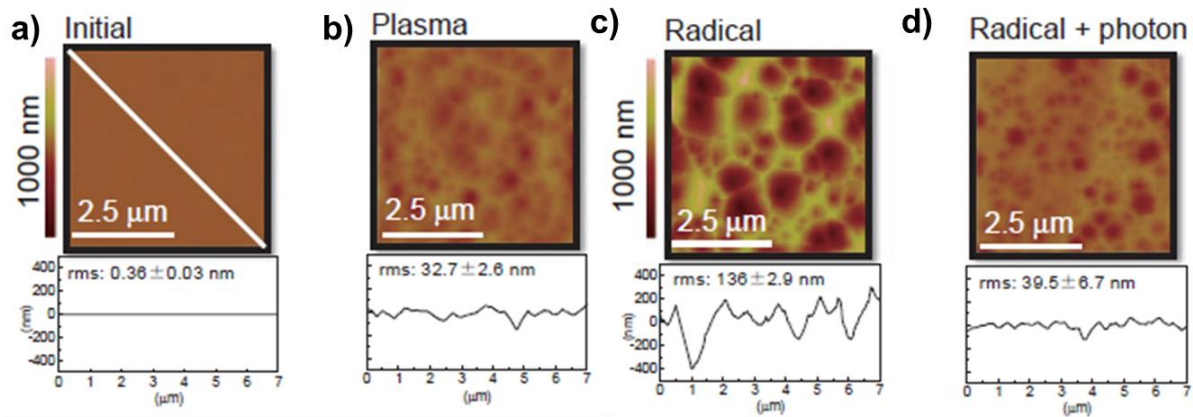 a) Initial
b) Plasma
c) Radical
d) Radical + photon
1000 nm
2.5 µm
2.5 µm
1000 nm
2.5 µm
2.5 µm
rms: 0.36±0.03 nm
400
200
0
-200
-400
(nm)
0 1 2 3 4 5 6 7
(µm)
rms: 32.7±2.6 nm
0 1 2 3 4 5 6 7
(µm)
rms: 136±2.9 nm
400
200
0
-200
-400
(nm)
0 1 2 3 4 5 6 7
(µm)
rms: 39.5±6.7 nm
0 1 2 3 4 5 6 7
(µm)